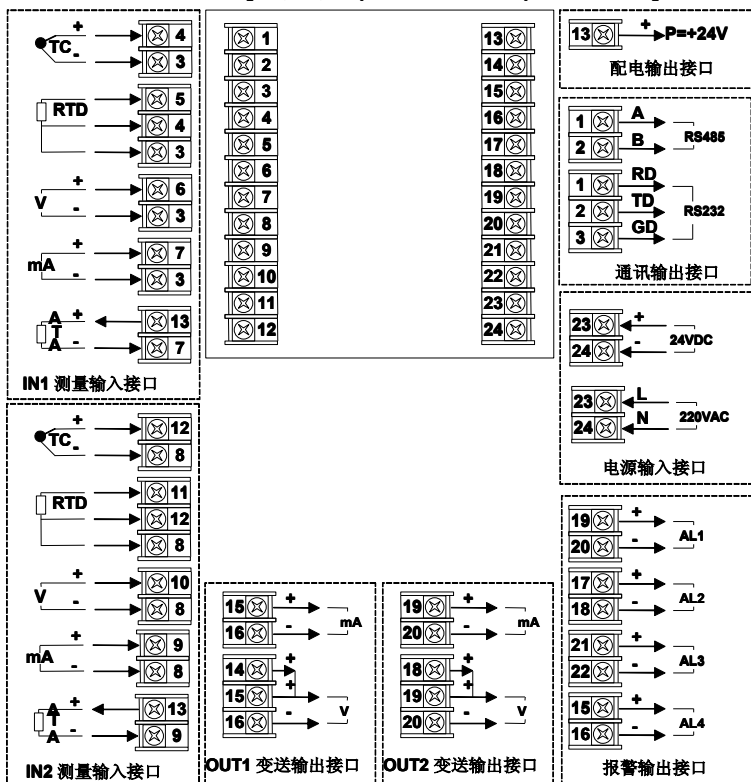 TC + 4
- 3
RTD 5
4
3
V + 6
- 3
mA + 7
- 3
A T A + 13
- 7
IN1 测量输入接口
TC + 12
- 8
RTD 11
12
8
V + 10
- 8
mA + 9
- 8
A T A + 13
- 9
IN2 测量输入接口
1 13
2 14
3 15
4 16
5 17
6 18
7 19
8 20
9 21
10 22
11 23
12 24
15 + mA
16 -
14 +
15 + V
16 -
OUT1 变送输出接口
19 + mA
20 -
18 +
19 + V
20 -
OUT2 变送输出接口
13 + P=+24V
配电输出接口
1 A RS485
2 B
1 RD
2 TD RS232
3 GD
通讯输出接口
23 + 24VDC
24 -
23 L 220VAC
24 N
电源输入接口
19 + AL1
20 -
17 + AL2
18 -
21 + AL3
22 -
15 + AL4
16 -
报警输出接口